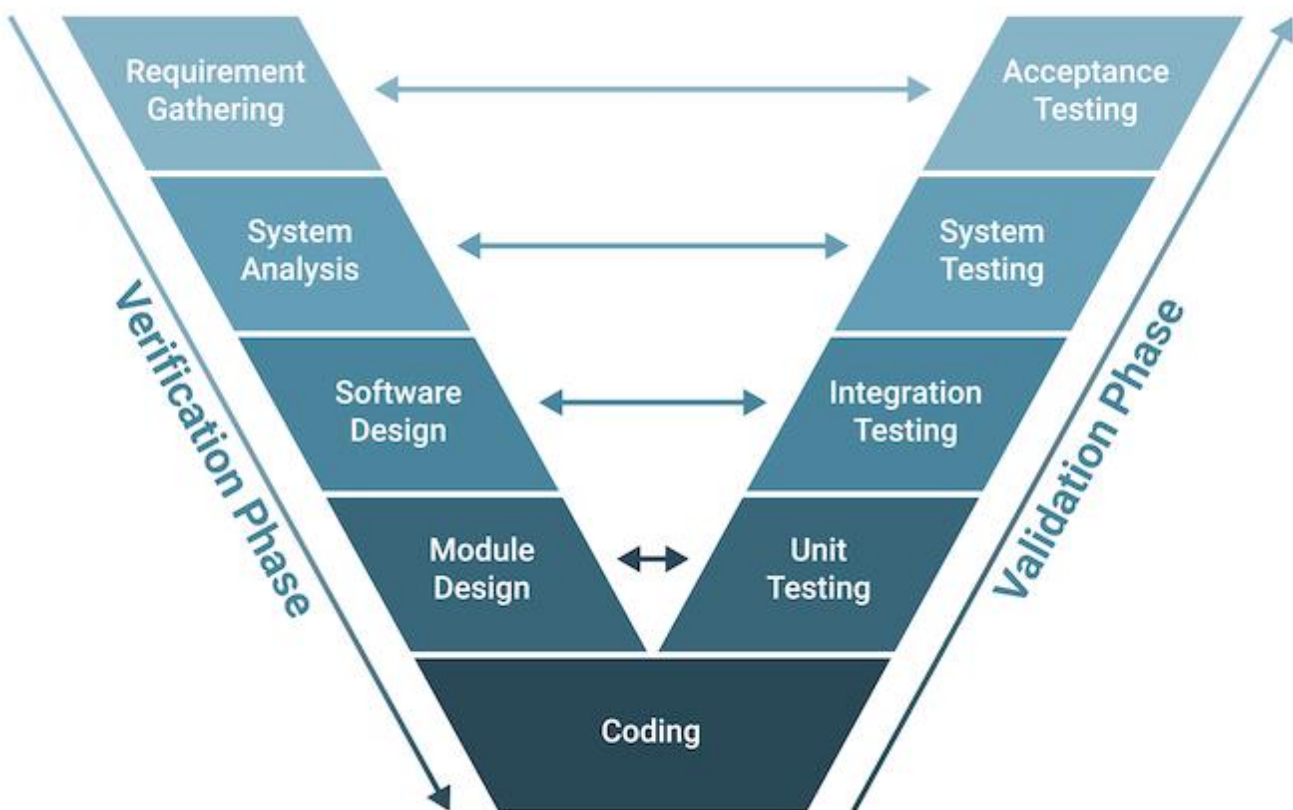 Requirement
Gathering
Acceptance
Testing
System
Analysis
System
Testing
Verification Phase
Software
Design
Integration
Testing
Validation Phase
Module
Design
Unit
Testing
Coding